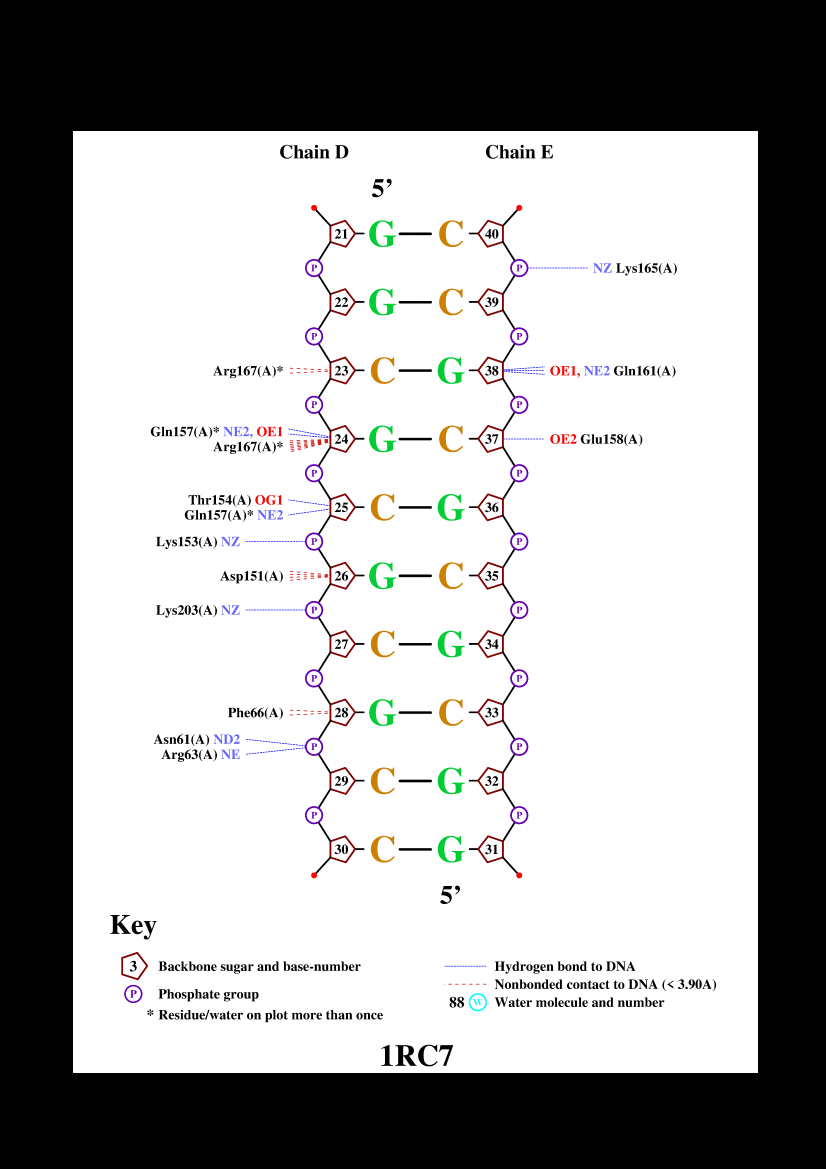 Chain D Chain E
5’
21 G C 40
P P NZ Lys165(A)
22 G C 39
P P
Arg167(A)* 23 C G 38 OE1, NE2 Gln161(A)
P P
Gln157(A)* NE2, OE1
24 G C 37 OE2 Glu158(A)
Arg167(A)*
P P
Thr154(A) OG1
25 C G 36
Gln157(A)* NE2
Lys153(A) NZ P P
Asp151(A) 26 G C 35
Lys203(A) NZ P P
27 C G 34
P P
Phe66(A) 28 G C 33
Asn61(A) ND2
P P
Arg63(A) NE
29 C G 32
P P
30 C G 31
5’
Key
3 Backbone sugar and base-number
P Phosphate group
* Residue/water on plot more than once
Hydrogen bond to DNA
Nonbonded contact to DNA (< 3.90A)
88 W Water molecule and number
1RC7